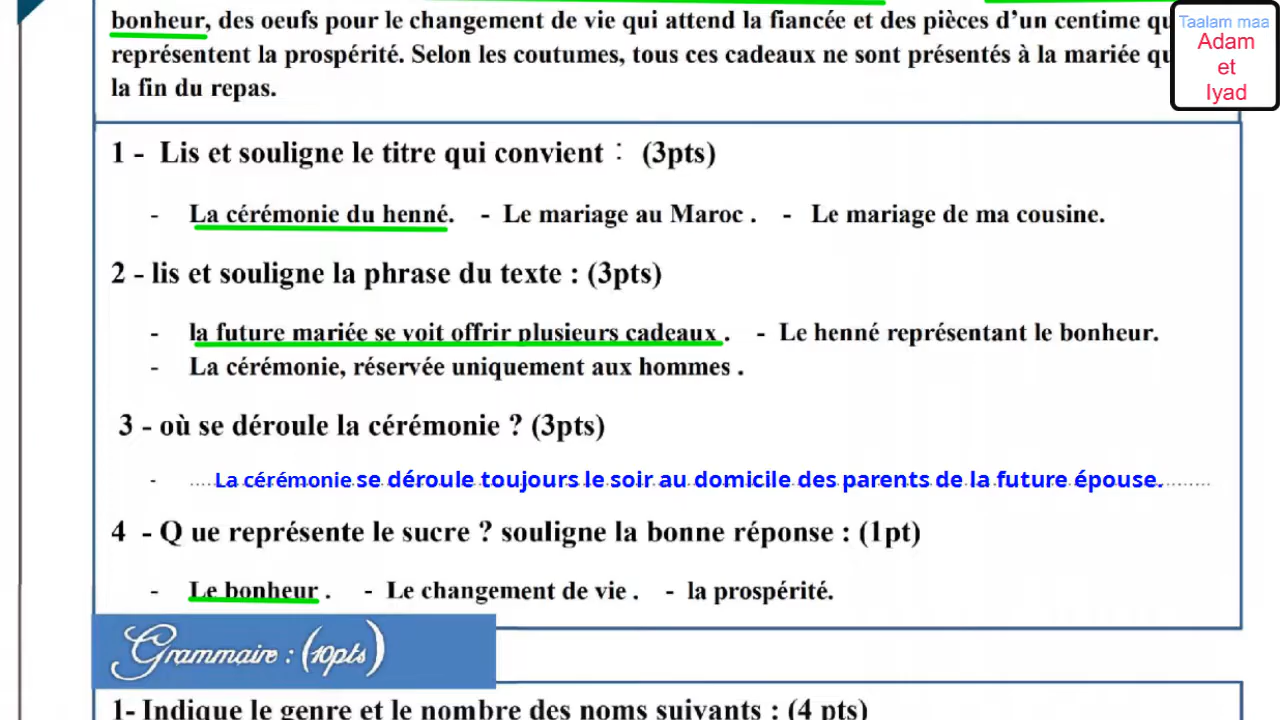 bonheur, des oeufs pour le changement de vie qui attend la fiancée et des pièces d'un centime qu
représentent la prospérité. Selon les coutumes, tous ces cadeaux ne sont présentés à la mariée qu
la fin du repas.
Taalam maa
Adam
et
Iyad
1 - Lis et souligne le titre qui convient : (3pts)
- La cérémonie du henné. - Le mariage au Maroc . - Le mariage de ma cousine.
2 - lis et souligne la phrase du texte : (3pts)
- la future mariée se voit offrir plusieurs cadeaux . - Le henné représentant le bonheur.
- La cérémonie, réservée uniquement aux hommes .
3 - où se déroule la cérémonie ? (3pts)
- La cérémonie se déroule toujours le soir au domicile des parents de la future épouse.
4 - Q ue représente le sucre ? souligne la bonne réponse : (1pt)
- Le bonheur . - Le changement de vie . - la prospérité.
Grammaire : (10pts)
1- Indique le genre et le nombre des noms suivants : (4 pts)